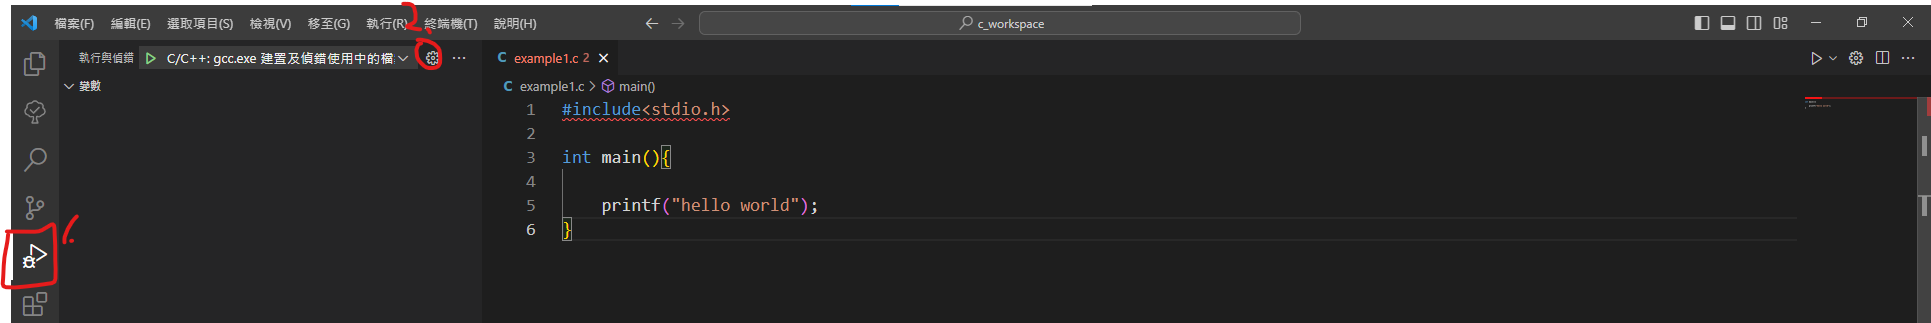 檔案(F) 編輯(E) 選取項目(S) 檢視(V) 移至(G) 執行(R) 終端機(T) 說明(H) c_workspace
2.
執行與偵錯 C/C++: gcc.exe 建置及偵錯使用中的檔 ···
變數
1.
C example1.c 2
C example1.c > main()
1 #include<stdio.h>
2
3 int main(){
4
5 printf("hello world");
6 }